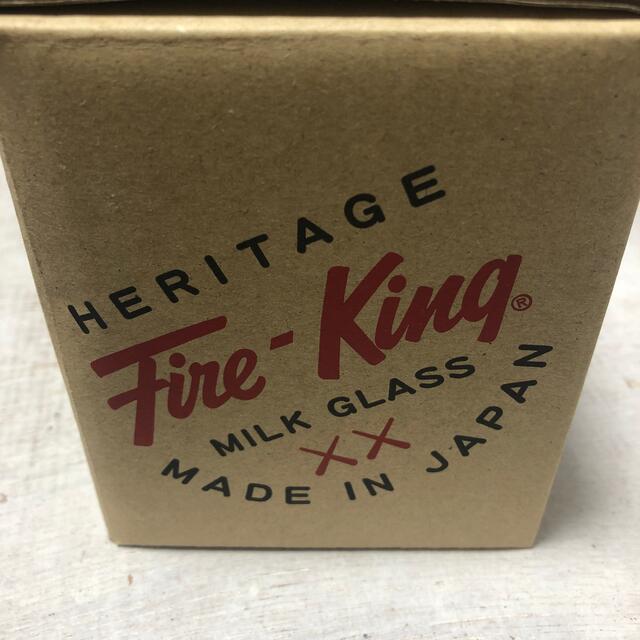 HERITAGE
Fire-King®
MILK GLASS
XX
MADE IN JAPAN